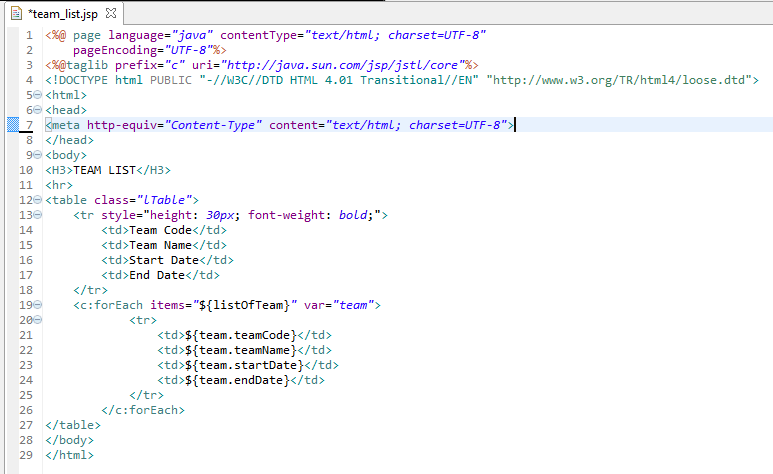 *team_list.jsp
1 <%@ page language="java" contentType="text/html; charset=UTF-8"
2     pageEncoding="UTF-8"%>
3 <%@taglib prefix="c" uri="http://java.sun.com/jsp/jstl/core"%>
4 <!DOCTYPE html PUBLIC "-//W3C//DTD HTML 4.01 Transitional//EN" "http://www.w3.org/TR/html4/loose.dtd">
5 <html>
6 <head>
7 <meta http-equiv="Content-Type" content="text/html; charset=UTF-8">
8 </head>
9 <body>
10 <H3>TEAM LIST</H3>
11 <hr>
12 <table class="lTable">
13     <tr style="height: 30px; font-weight: bold;">
14         <td>Team Code</td>
15         <td>Team Name</td>
16         <td>Start Date</td>
17         <td>End Date</td>
18     </tr>
19     <c:forEach items="${listOfTeam}" var="team">
20             <tr>
21                 <td>${team.teamCode}</td>
22                 <td>${team.teamName}</td>
23                 <td>${team.startDate}</td>
24                 <td>${team.endDate}</td>
25             </tr>
26         </c:forEach>
27 </table>
28 </body>
29 </html>